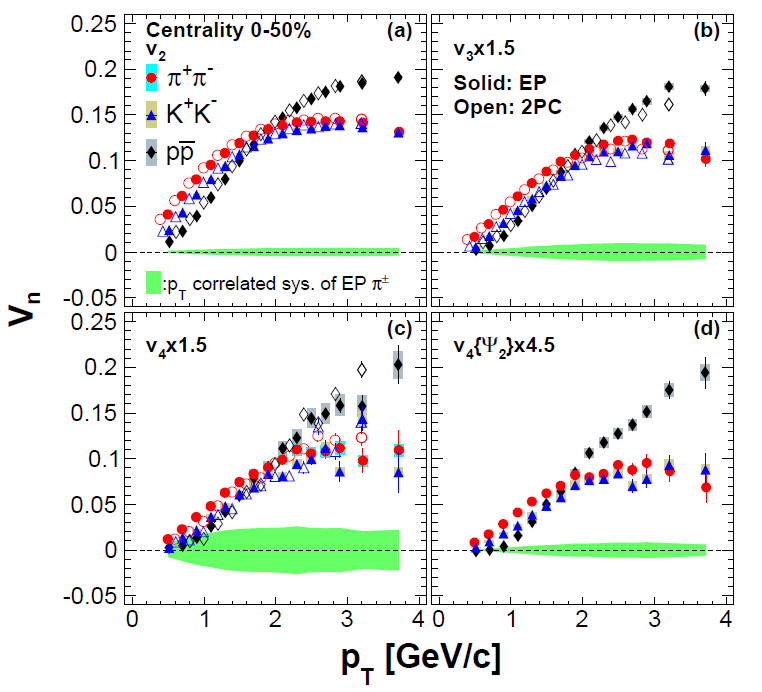 Centrality 0-50%
(a)
v2
π+π-
K+K-
pp̅
:pT correlated sys. of EP π±
0.25
0.2
0.15
0.1
0.05
0
-0.05
(b)
v3x1.5
Solid: EP
Open: 2PC
Vn
(c)
v4x1.5
0.25
0.2
0.15
0.1
0.05
0
-0.05
(d)
v4{Ψ2}x4.5
0 1 2 3 4
0 1 2 3 4
pT [GeV/c]